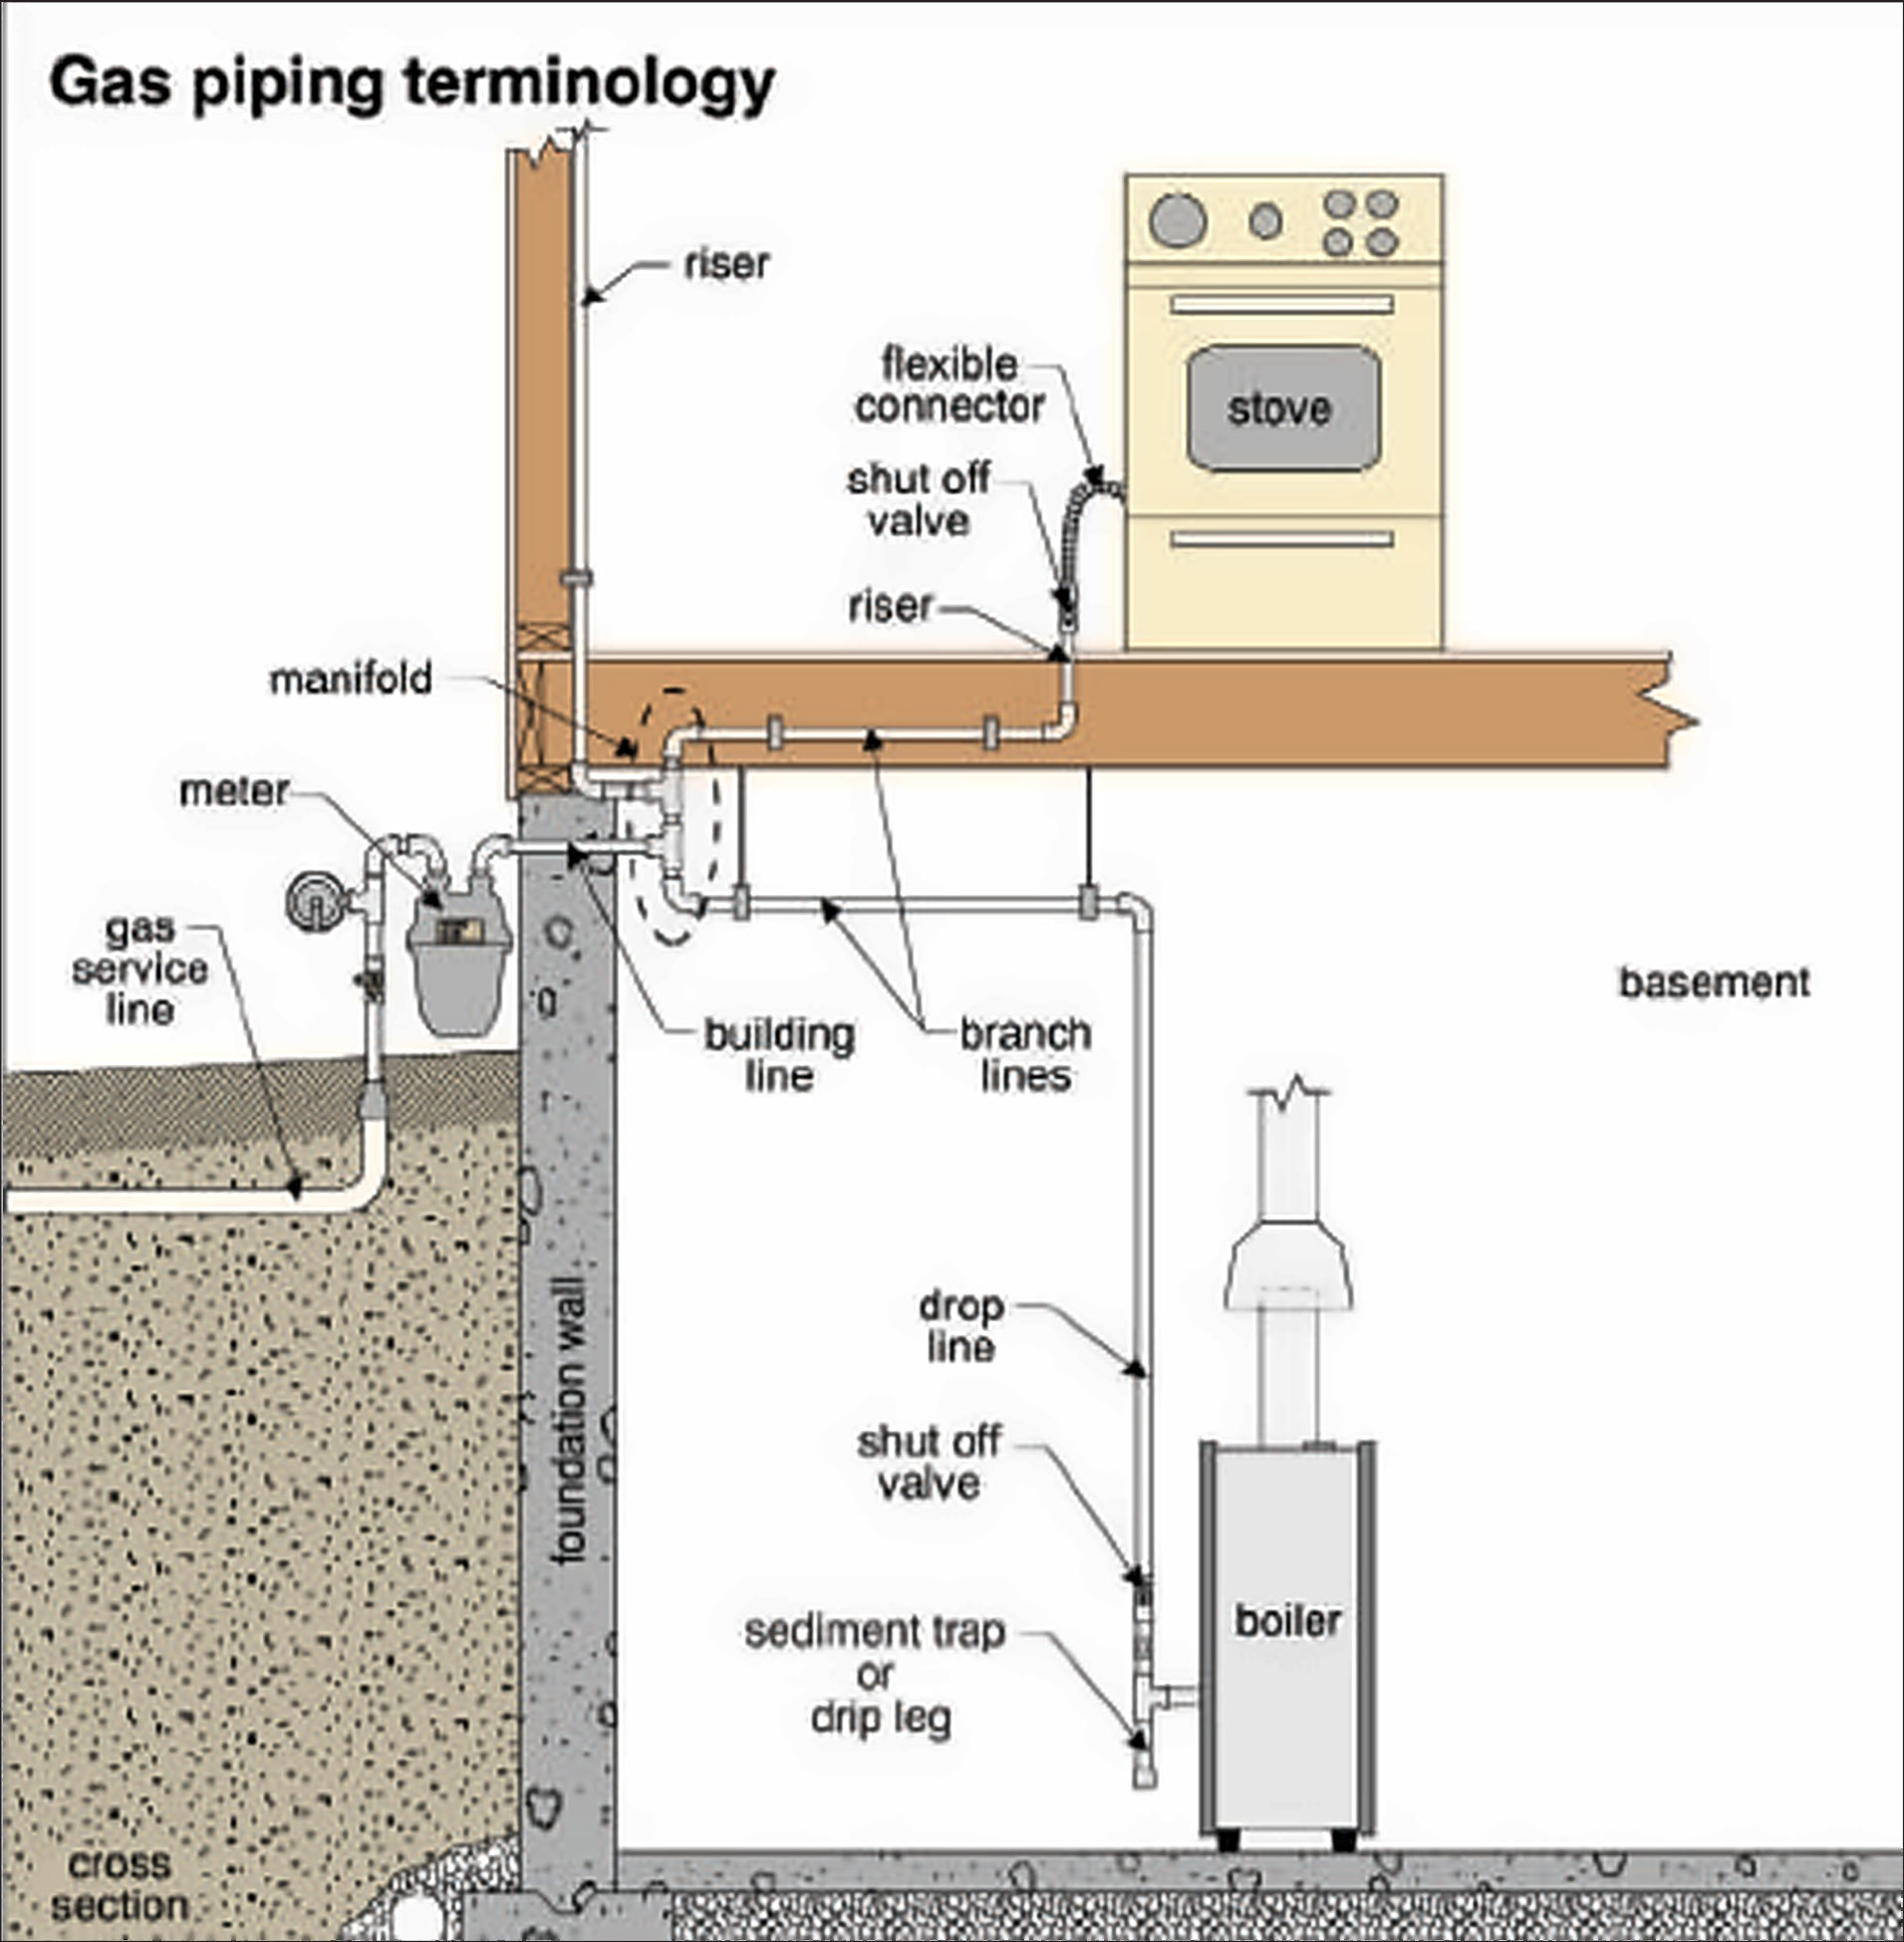 Gas piping terminology
riser
flexible
connector
stove
shut off
valve
riser
manifold
meter
gas
service
line
building
line
branch
lines
basement
foundation wall
drop
line
shut off
valve
sediment trap
or
drip leg
boiler
cross
section